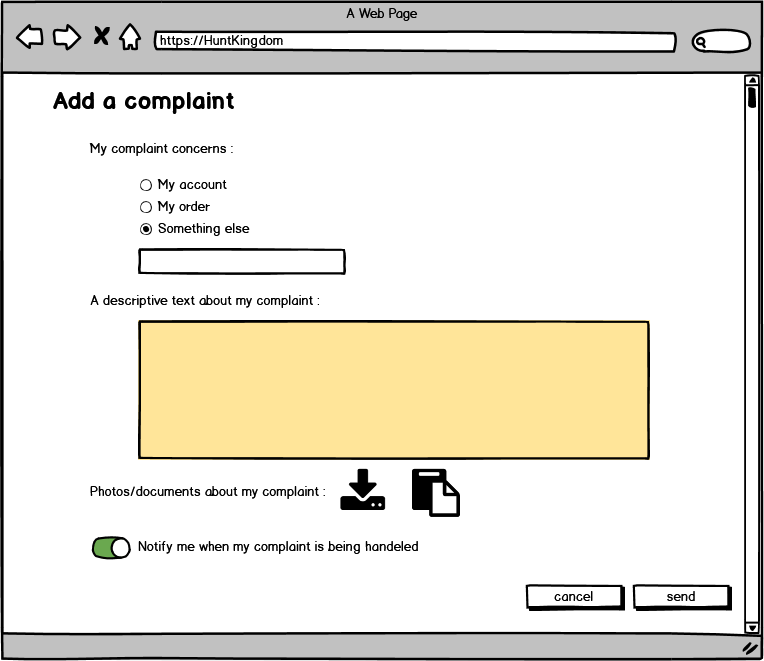 A Web Page
https://HuntKingdom
Add a complaint
My complaint concerns :
My account
My order
Something else
A descriptive text about my complaint :
Photos/documents about my complaint :
Notify me when my complaint is being handeled
cancel
send